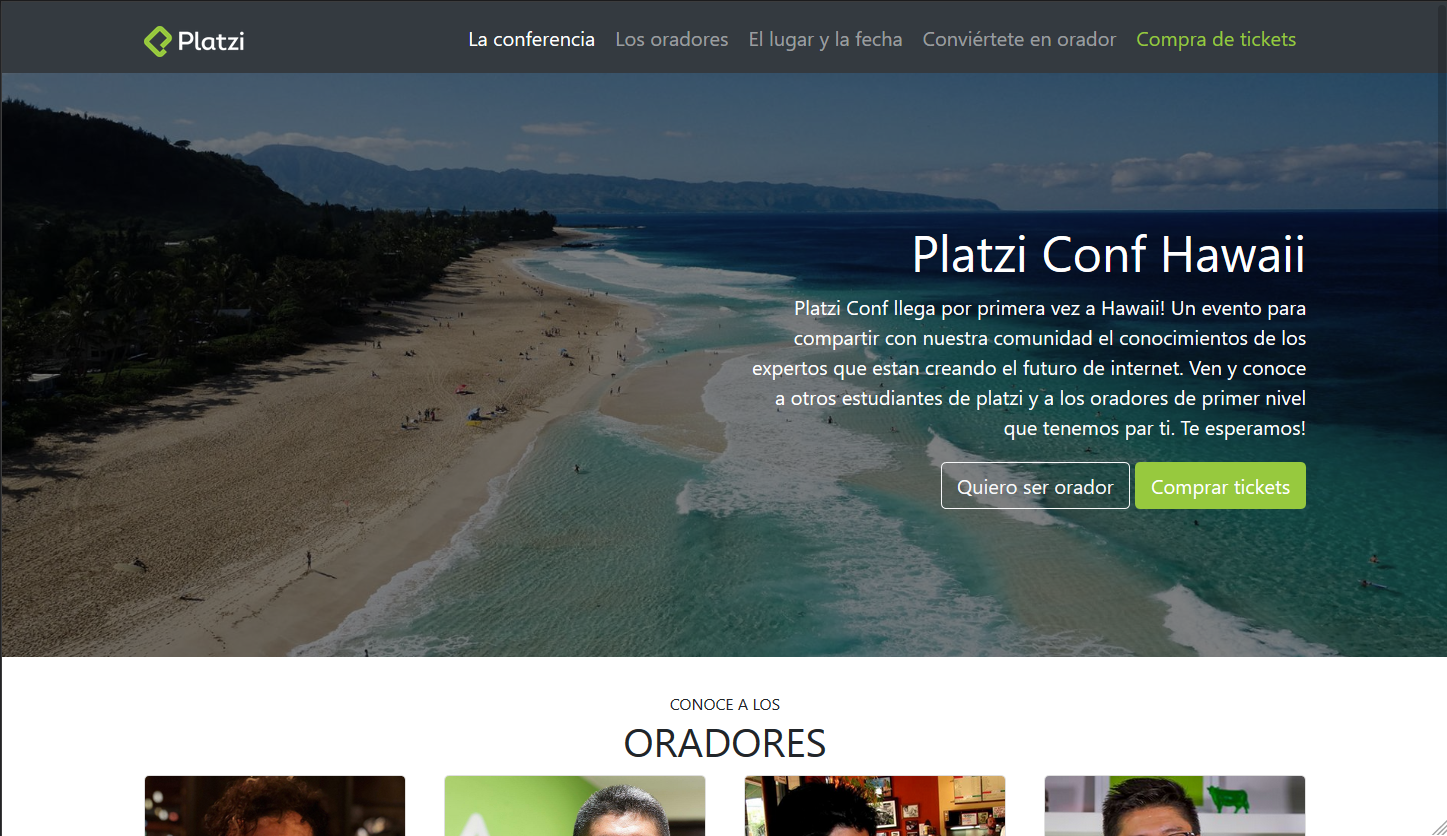 Platzi
La conferencia
Los oradores
El lugar y la fecha
Conviértete en orador
Compra de tickets
Platzi Conf Hawaii
Platzi Conf llega por primera vez a Hawaii! Un evento para
compartir con nuestra comunidad el conocimientos de los
expertos que estan creando el futuro de internet. Ven y conoce
a otros estudiantes de platzi y a los oradores de primer nivel
que tenemos par ti. Te esperamos!
Quiero ser orador
Comprar tickets
CONOCE A LOS
ORADORES